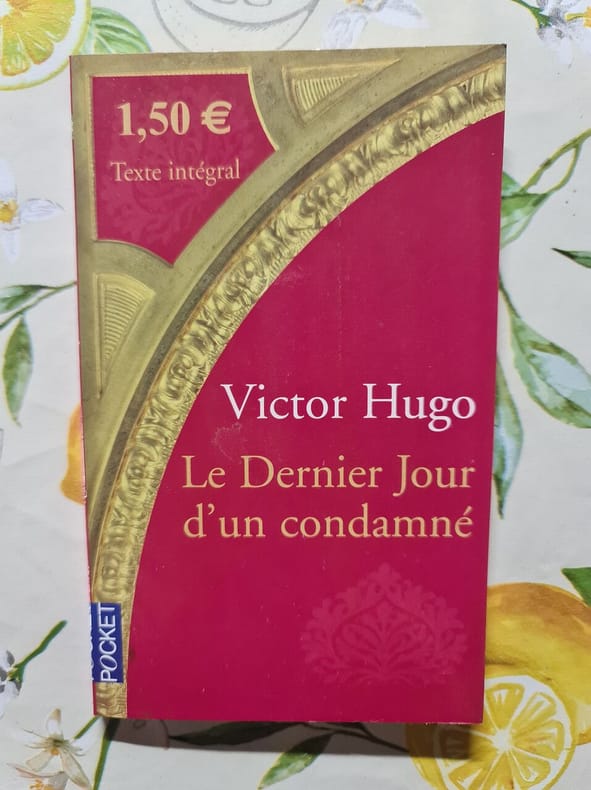 1,50 €
Texte intégral
Victor Hugo
Le Dernier Jour
d'un condamné
POCKET